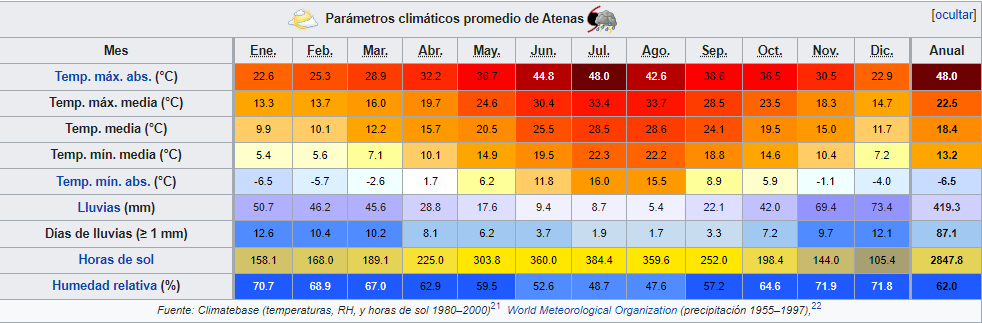 Parámetros climáticos promedio de Atenas [ocultar]
Mes Ene. Feb. Mar. Abr. May. Jun. Jul. Ago. Sep. Oct. Nov. Dic. Anual
Temp. máx. abs. (°C) 22.6 25.3 28.9 32.2 44.8 48.0 42.6 36.5 30.5 22.9 48.0
Temp. máx. media (°C) 13.3 13.7 16.0 19.7 24.6 30.4 33.4 33.7 28.5 23.5 18.3 14.7 22.5
Temp. media (°C) 9.9 10.1 12.2 15.7 20.5 25.5 28.5 28.6 24.1 19.5 15.0 11.7 18.4
Temp. mín. media (°C) 5.4 5.6 7.1 10.1 14.9 19.5 22.3 22.2 18.8 14.6 10.4 7.2 13.2
Temp. mín. abs. (°C) -6.5 -5.7 -2.6 1.7 6.2 11.8 16.0 15.5 8.9 5.9 -1.1 -4.0 -6.5
Lluvias (mm) 50.7 46.2 45.6 28.8 17.6 9.4 8.7 5.4 22.1 42.0 69.4 73.4 419.3
Días de lluvias (≥ 1 mm) 12.6 10.4 10.2 8.1 6.2 3.7 1.9 1.7 3.3 7.2 9.7 12.1 87.1
Horas de sol 158.1 168.0 189.1 225.0 303.8 360.0 384.4 359.6 252.0 198.4 144.0 105.4 2847.8
Humedad relativa (%) 70.7 68.9 67.0 62.9 59.5 52.6 48.7 47.6 57.2 64.6 71.9 71.8 62.0
Fuente: Climatebase (temperaturas, RH, y horas de sol 1980–2000)21 World Meteorological Organization (precipitación 1955–1997),22